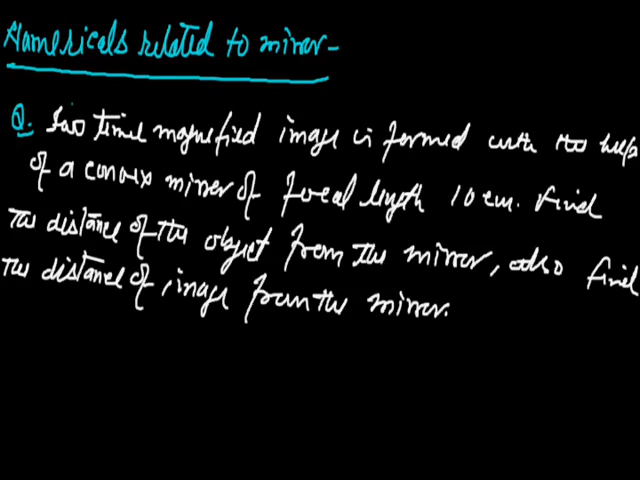 Numericals related to mirror-
Q. Two times magnified image is formed with the help
of a convex mirror of focal length 10 cm. Find
the distance of the object from the mirror, also find
the distance of image from the mirror.